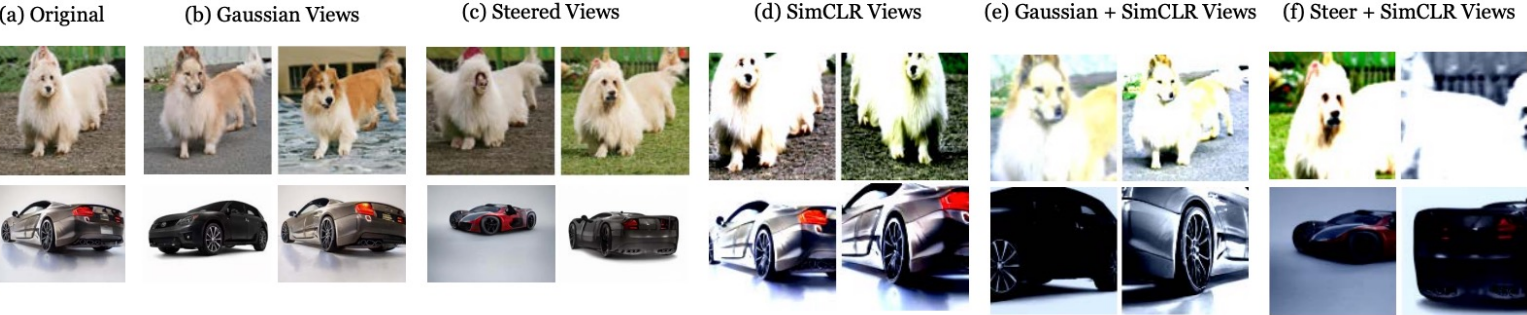 (a) Original
(b) Gaussian Views
(c) Steered Views
(d) SimCLR Views
(e) Gaussian + SimCLR Views
(f) Steer + SimCLR Views